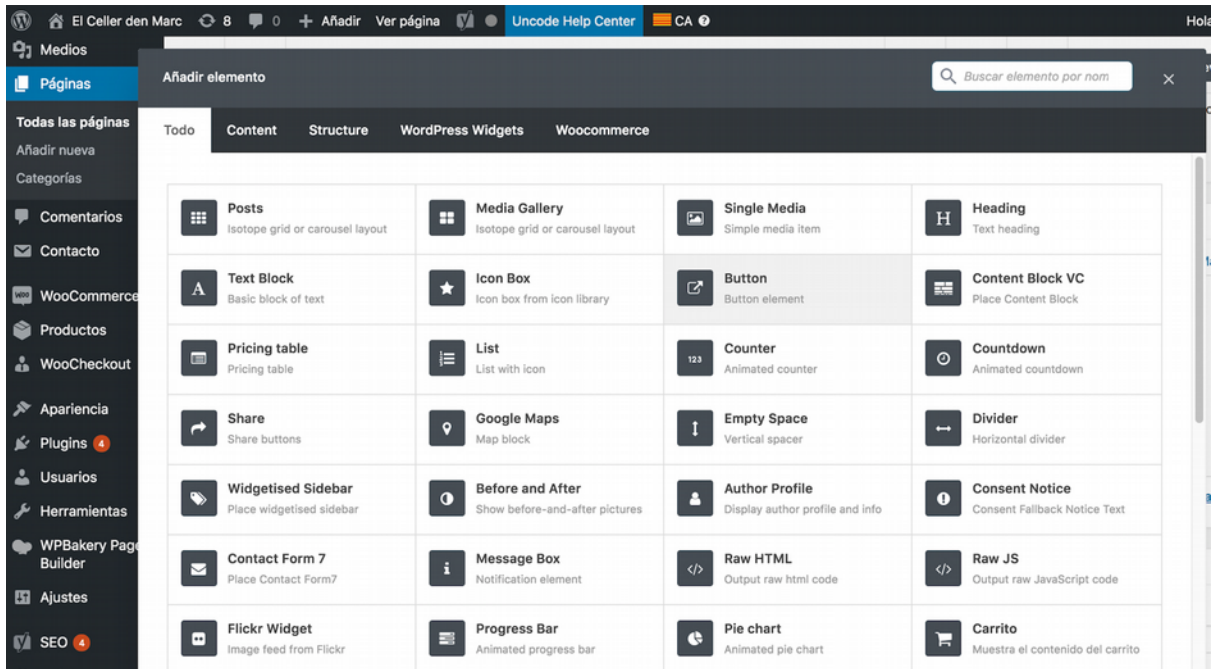 El Celler den Marc 8 0 Añadir Ver página Uncode Help Center CA
Medios
Páginas
Todas las páginas
Añadir nueva
Categorías
Comentarios
Contacto
WooCommerce
Productos
WooCheckout
Apariencia
Plugins 4
Usuarios
Herramientas
WPBakery Page
Builder
Ajustes
SEO 4
Añadir elemento
Buscar elemento por nom
Todo Content Structure WordPress Widgets Woocommerce
Posts
Isotope grid or carousel layout
Media Gallery
Isotope grid or carousel layout
Single Media
Simple media item
H
Heading
Text heading
A
Text Block
Basic block of text
Icon Box
Icon box from icon library
Button
Button element
Content Block VC
Place Content Block
Pricing table
Pricing table
List
List with icon
123
Counter
Animated counter
Countdown
Animated countdown
Share
Share buttons
Google Maps
Map block
Empty Space
Vertical spacer
Divider
Horizontal divider
Widgetised Sidebar
Place widgetised sidebar
Before and After
Show before-and-after pictures
Author Profile
Display author profile and info
Consent Notice
Consent Fallback Notice Text
Contact Form 7
Place Contact Form7
i
Message Box
Notification element
</>
Raw HTML
Output raw html code
</>
Raw JS
Output raw JavaScript code
Flickr Widget
Image feed from Flickr
Progress Bar
Animated progress bar
Pie chart
Animated pie chart
Carrito
Muestra el contenido del carrito